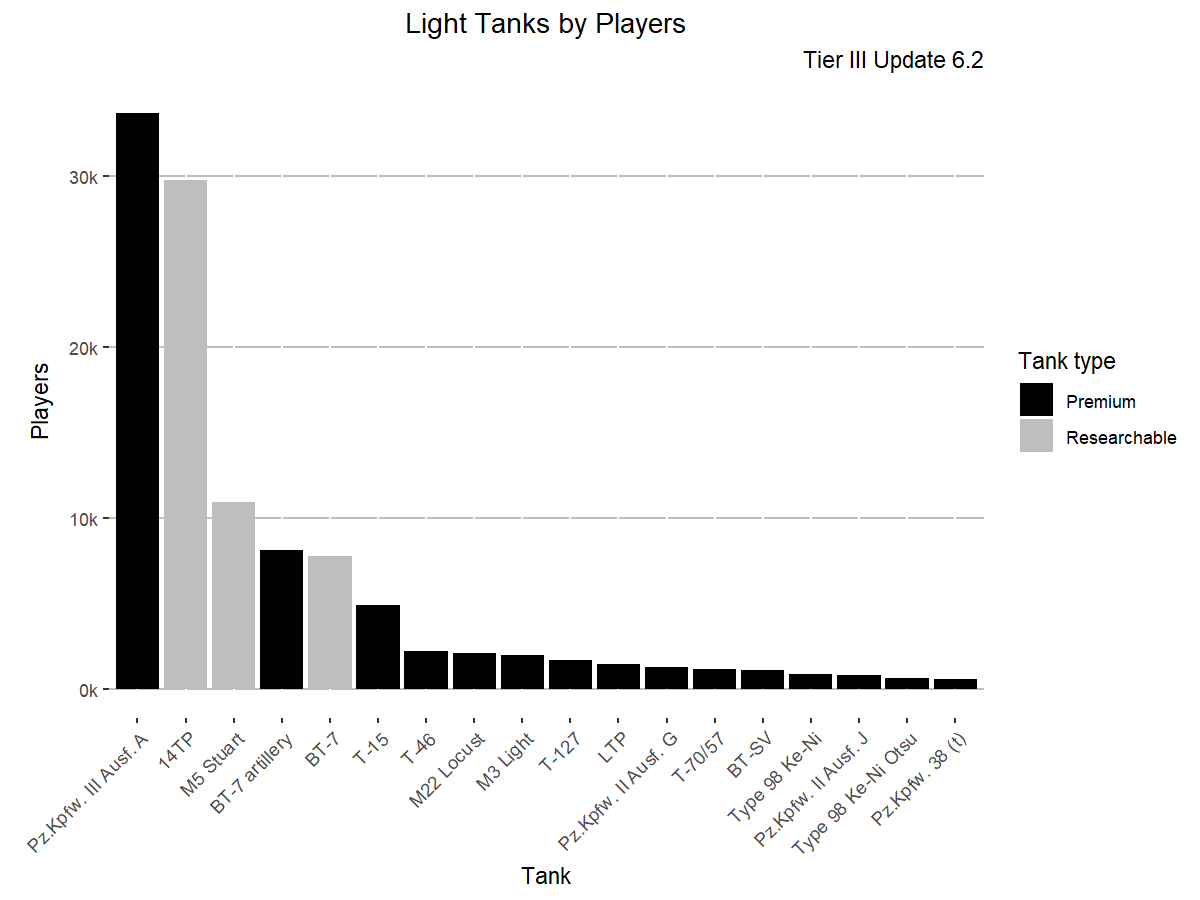 Light Tanks by Players
Tier III Update 6.2
Players
30k
20k
10k
0k
Pz.Kpfw. III Ausf. A
14TP
M5 Stuart
BT-7 artillery
BT-7
T-15
T-46
M22 Locust
M3 Light
T-127
LTP
Pz.Kpfw. II Ausf. G
T-70/57
BT-SV
Type 98 Ke-Ni
Pz.Kpfw. II Ausf. J
Type 98 Ke-Ni Otsu
Pz.Kpfw. 38 (t)
Tank
Tank type
Premium
Researchable